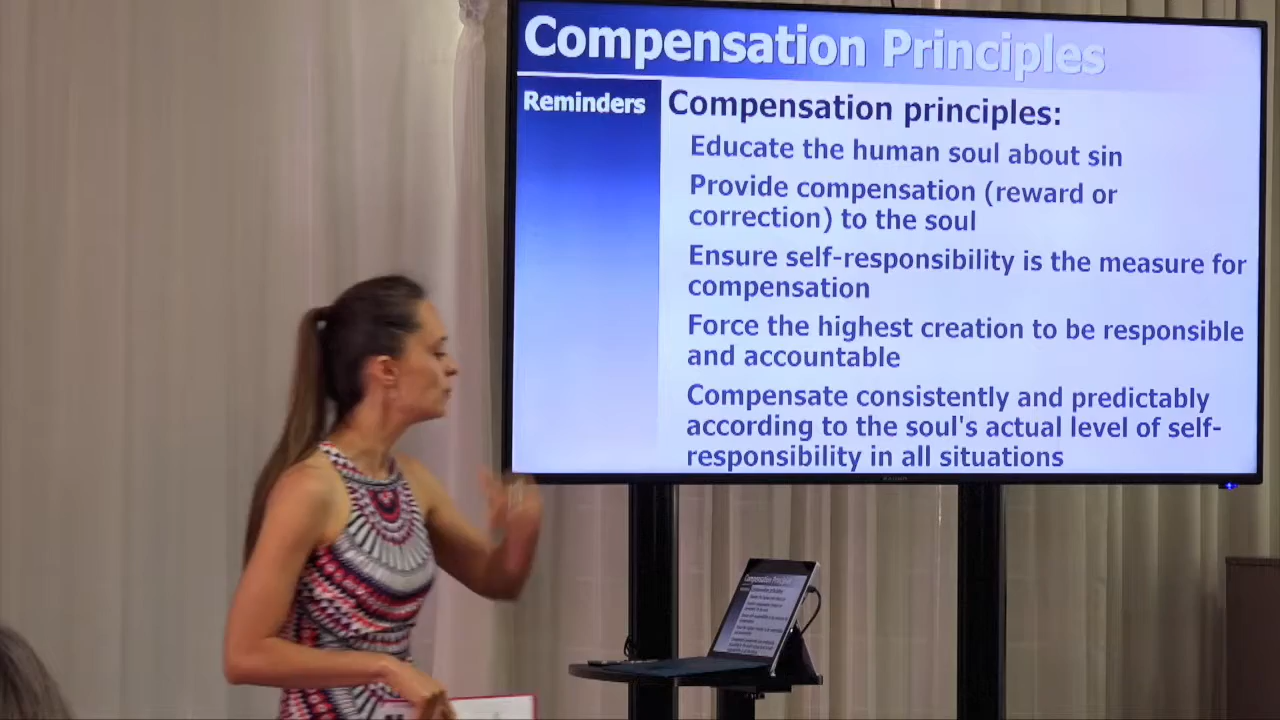 Compensation Principles
Reminders
Compensation principles:
Educate the human soul about sin
Provide compensation (reward or
correction) to the soul
Ensure self-responsibility is the measure for
compensation
Force the highest creation to be responsible
and accountable
Compensate consistently and predictably
according to the soul's actual level of self-
responsibility in all situations